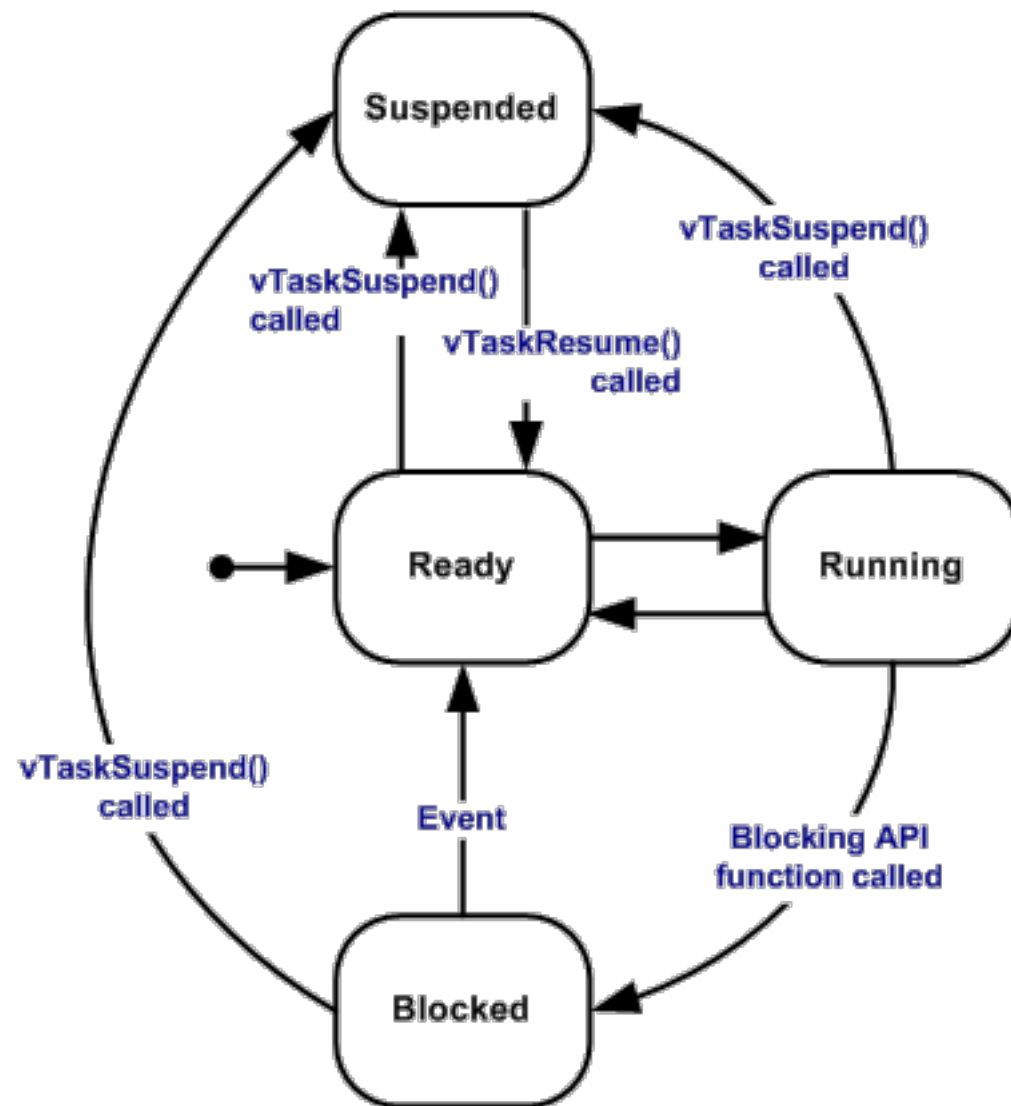 Suspended
vTaskSuspend()
called
vTaskSuspend()
called
vTaskResume()
called
Ready
Running
vTaskSuspend()
called
Event
Blocking API
function called
Blocked